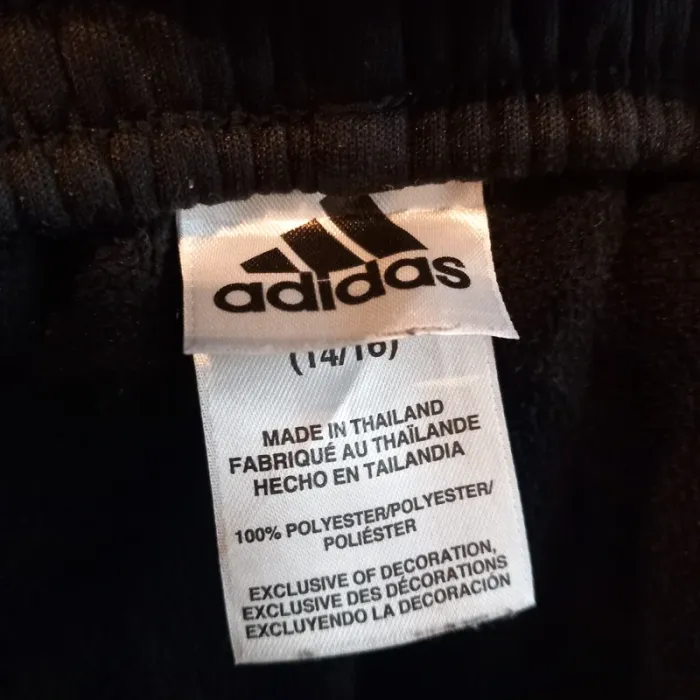 adidas
(14/16)
MADE IN THAILAND
FABRIQUÉ AU THAÏLANDE
HECHO EN TAILANDIA
100% POLYESTER/POLYESTER/
POLIÉSTER
EXCLUSIVE OF DECORATION,
EXCLUSIVE DES DÉCORATIONS
EXCLUYENDO LA DECORACIÓN